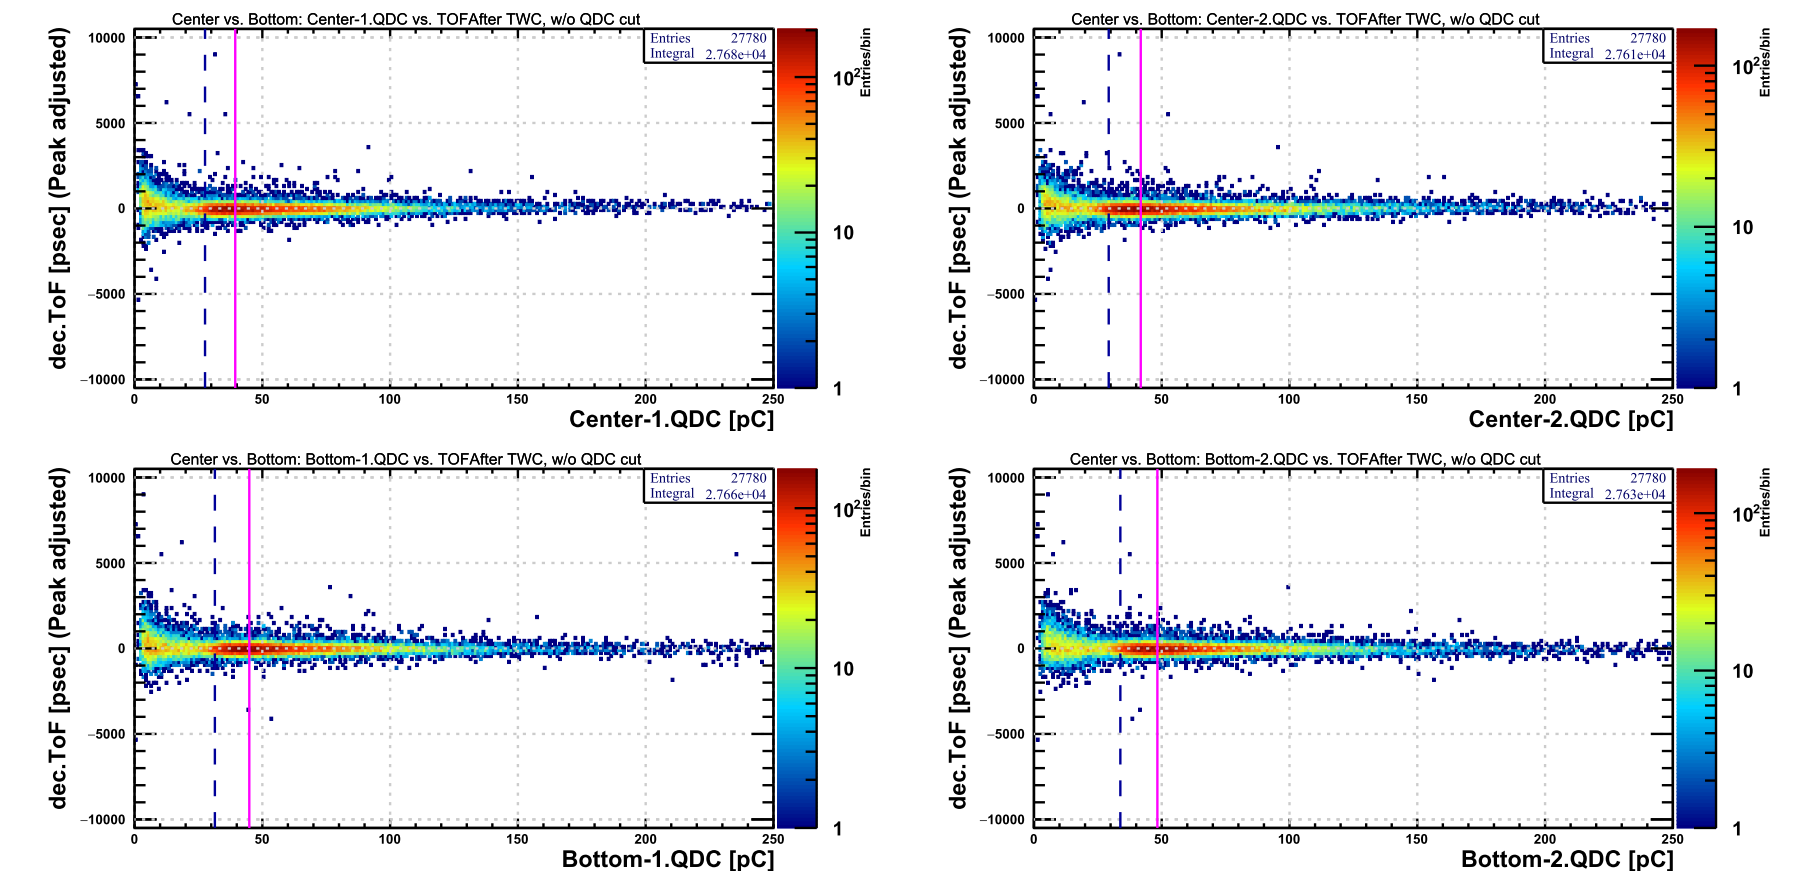 Center vs. Bottom: Center-1.QDC vs. TOFAfter TWC, w/o QDC cut
dec.ToF [psec] (Peak adjusted)
10000
5000
0
−5000
−10000
Entries 27780
Integral 2.768e+04
Entries/bin
10²
10
1
0 50 100 150 200 250
Center-1.QDC [pC]
Center vs. Bottom: Center-2.QDC vs. TOFAfter TWC, w/o QDC cut
dec.ToF [psec] (Peak adjusted)
10000
5000
0
−5000
−10000
Entries 27780
Integral 2.761e+04
Entries/bin
10²
10
1
0 50 100 150 200 250
Center-2.QDC [pC]
Center vs. Bottom: Bottom-1.QDC vs. TOFAfter TWC, w/o QDC cut
dec.ToF [psec] (Peak adjusted)
10000
5000
0
−5000
−10000
Entries 27780
Integral 2.766e+04
Entries/bin
10²
10
1
0 50 100 150 200 250
Bottom-1.QDC [pC]
Center vs. Bottom: Bottom-2.QDC vs. TOFAfter TWC, w/o QDC cut
dec.ToF [psec] (Peak adjusted)
10000
5000
0
−5000
−10000
Entries 27780
Integral 2.763e+04
Entries/bin
10²
10
1
0 50 100 150 200 250
Bottom-2.QDC [pC]